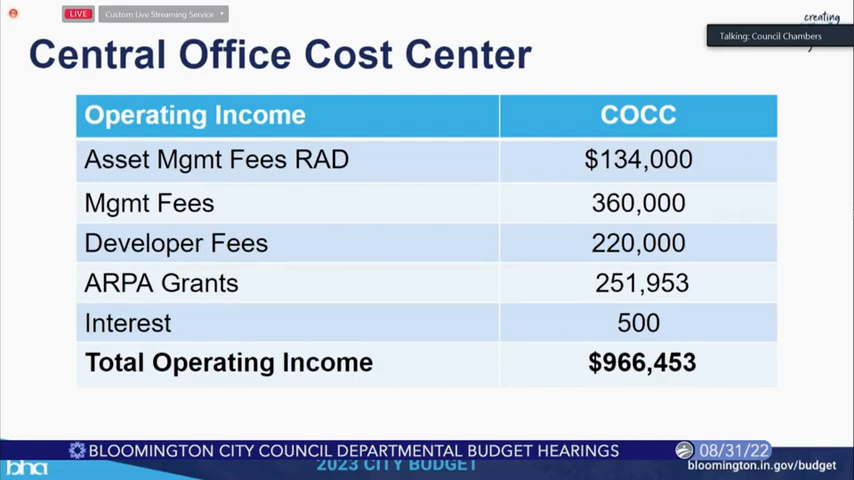 LIVE
Custom Live Streaming Service
creating
Talking: Council Chambers
Central Office Cost Center
Operating Income COCC
Asset Mgmt Fees RAD $134,000
Mgmt Fees 360,000
Developer Fees 220,000
ARPA Grants 251,953
Interest 500
Total Operating Income $966,453
BLOOMINGTON CITY COUNCIL DEPARTMENTAL BUDGET HEARINGS 08/31/22
bha 2023 CITY BUDGET bloomington.in.gov/budget